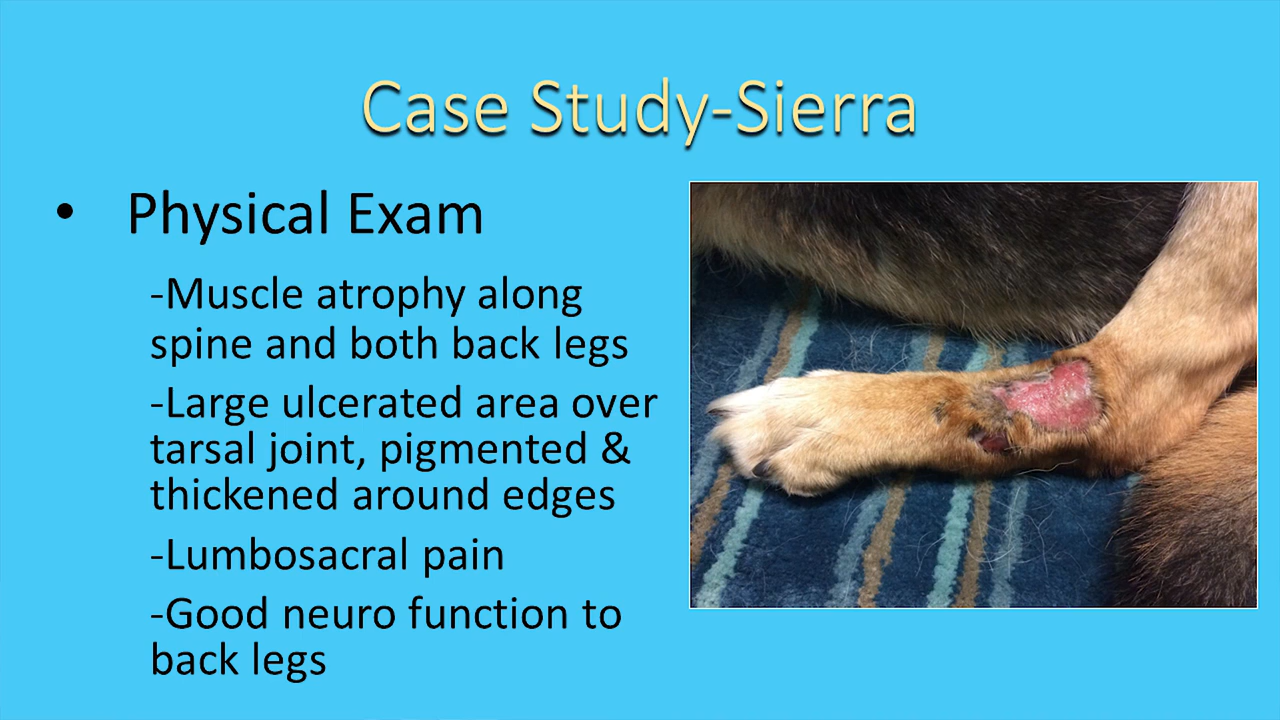 Case Study-Sierra
• Physical Exam
-Muscle atrophy along
spine and both back legs
-Large ulcerated area over
tarsal joint, pigmented &
thickened around edges
-Lumbosacral pain
-Good neuro function to
back legs